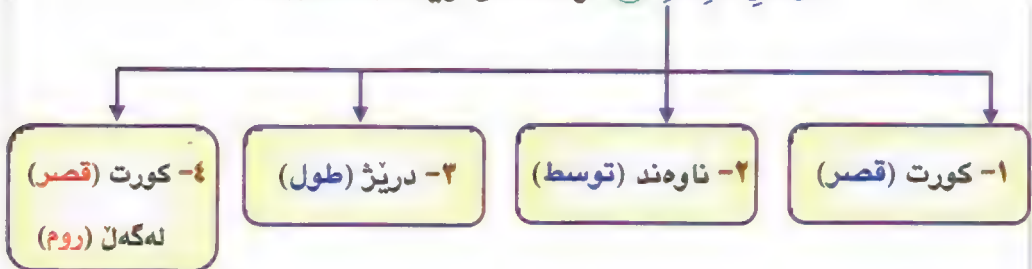 ١- كورت (قصر)
٢- ناوەند (توسط)
٣- درێژ (طول)
٤- كورت (قصر)
لەگەڵ (روم)